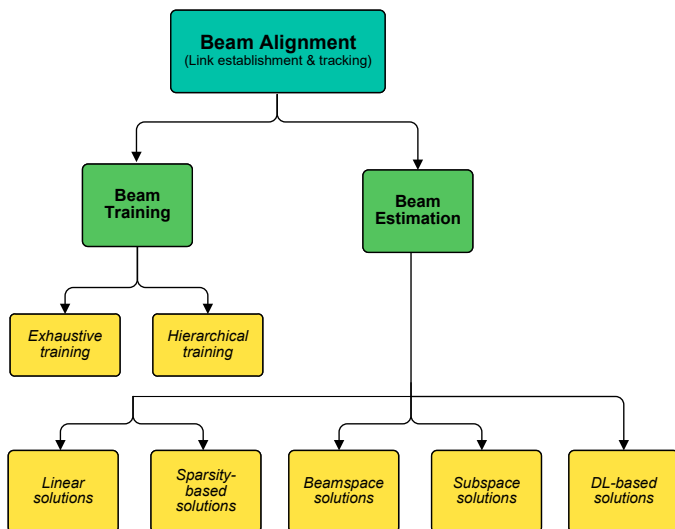 Beam Alignment
(Link establishment & tracking)
Beam
Training
Beam
Estimation
Exhaustive
training
Hierarchical
training
Linear
solutions
Sparsity-
based solutions
Beamspace
solutions
Subspace
solutions
DL-based
solutions